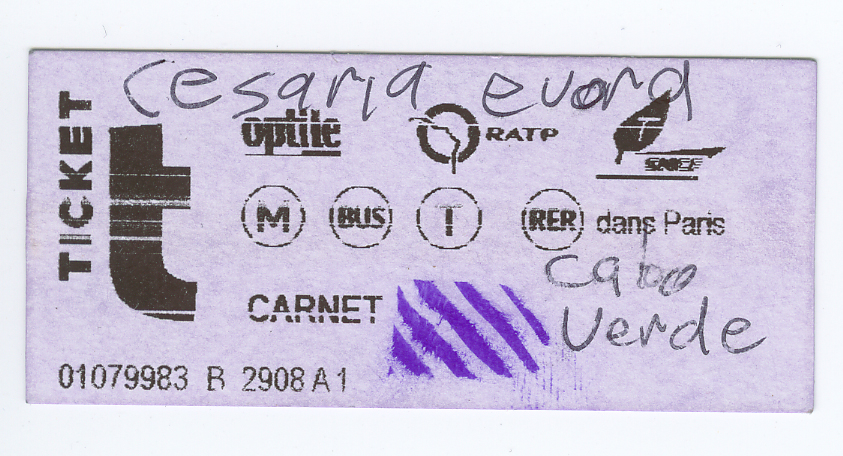 cesaria evora
TICKET
t
optile RATP SNCF
M BUS T RER dans Paris
cabo
verde
CARNET
01079983 B 2908 A 1